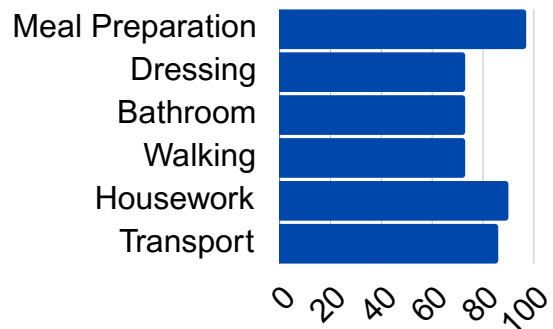 Meal Preparation
Dressing
Bathroom
Walking
Housework
Transport
0 20 40 60 80 100